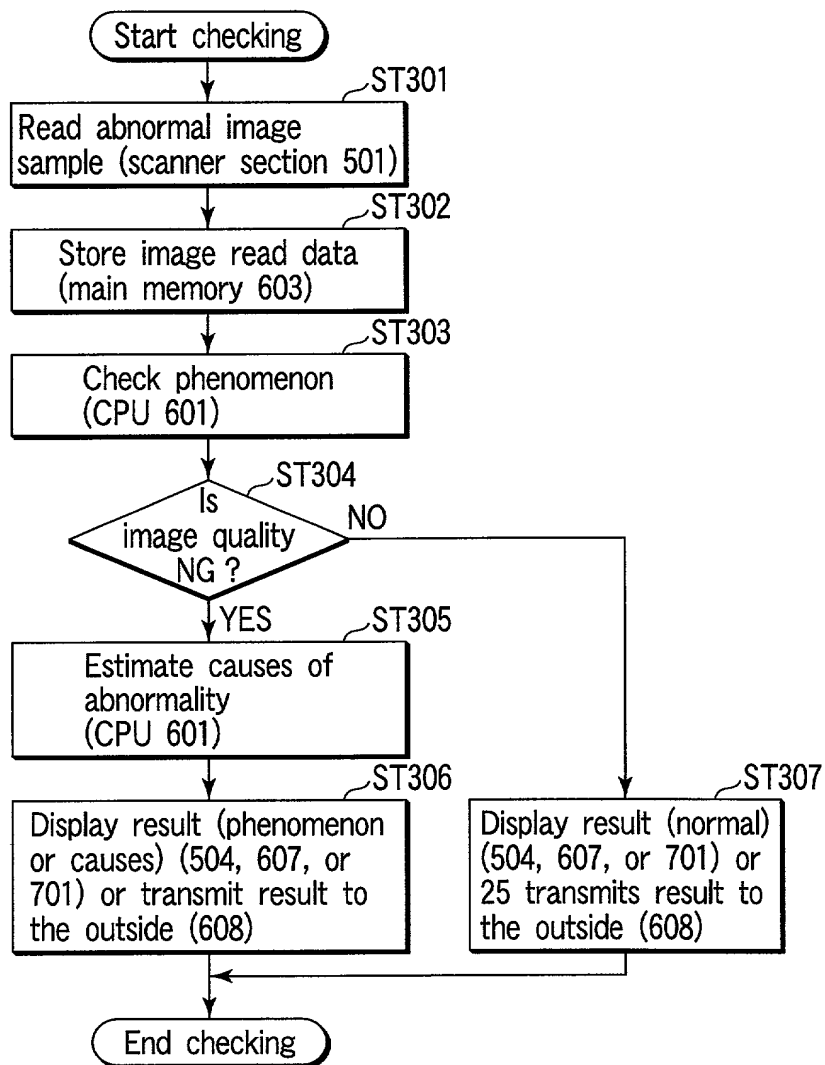 Start checking
ST301
Read abnormal image
sample (scanner section 501)
ST302
Store image read data
(main memory 603)
ST303
Check phenomenon
(CPU 601)
ST304
Is
image quality
NG ?
NO
YES
ST305
Estimate causes of
abnormality
(CPU 601)
ST306
Display result (phenomenon
or causes) (504, 607, or
701) or transmit result to
the outside (608)
ST307
Display result (normal)
(504, 607, or 701) or
25 transmits result to
the outside (608)
End checking